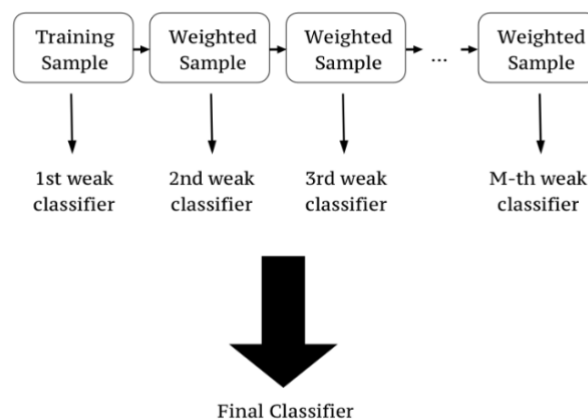 Training Sample
Weighted Sample
Weighted Sample
...
Weighted Sample
1st weak classifier
2nd weak classifier
3rd weak classifier
M-th weak classifier
Final Classifier